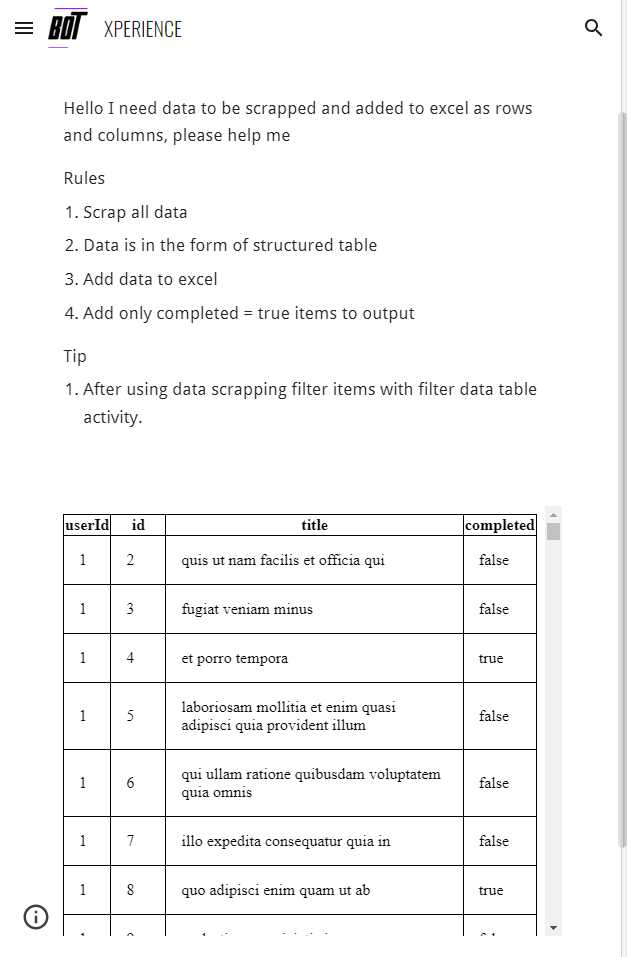 BOT XPERIENCE
Hello I need data to be scrapped and added to excel as rows
and columns, please help me
Rules
1. Scrap all data
2. Data is in the form of structured table
3. Add data to excel
4. Add only completed = true items to output
Tip
1. After using data scrapping filter items with filter data table
activity.
userId id title completed
1 2 quis ut nam facilis et officia qui false
1 3 fugiat veniam minus false
1 4 et porro tempora true
1 5 laboriosam mollitia et enim quasi
adipisci quia provident illum false
1 6 qui ullam ratione quibusdam voluptatem
quia omnis false
1 7 illo expedita consequatur quia in false
1 8 quo adipisci enim quam ut ab true